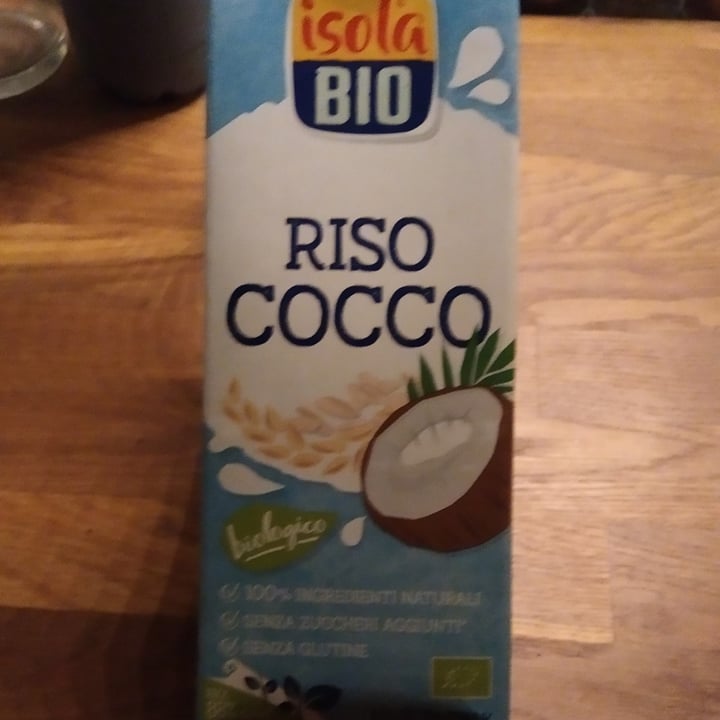 isola
BIO
RISO
COCCO
biologico
100% INGREDIENTI NATURALI
SENZA ZUCCHERI AGGIUNTI*
SENZA GLUTINE